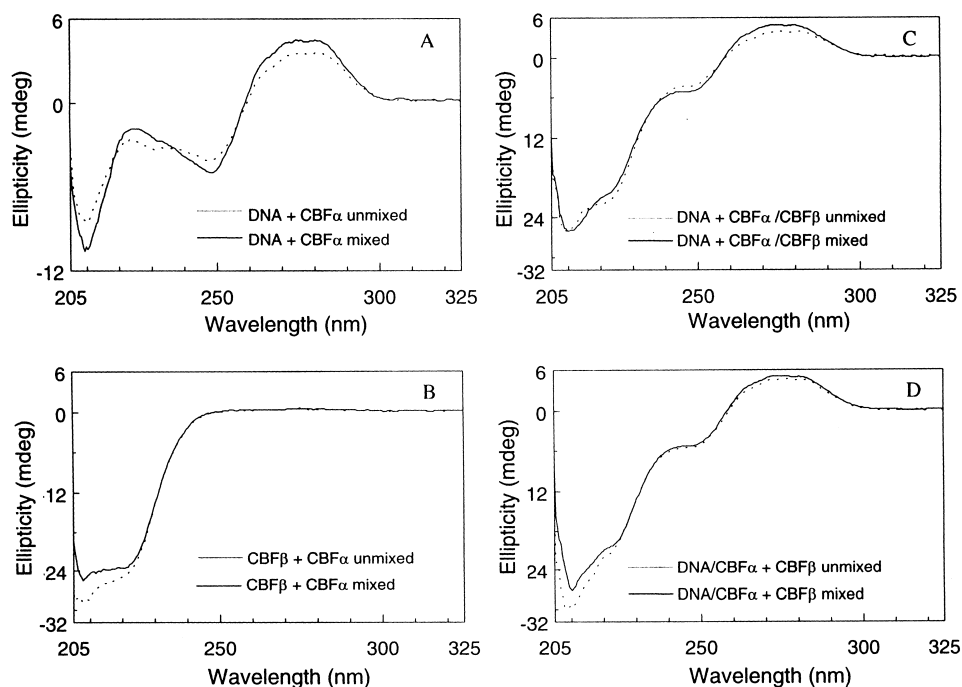 6
A
0
Ellipticity (mdeg)
DNA + CBFα unmixed
DNA + CBFα mixed
-12
205
250
300
325
Wavelength (nm)
6
C
0
12
24
-32
Ellipticity (mdeg)
DNA + CBFα /CBFβ unmixed
DNA + CBFα /CBFβ mixed
205
250
300
325
Wavelength (nm)
6
B
0
12
24
-32
Ellipticity (mdeg)
CBFβ + CBFα unmixed
CBFβ + CBFα mixed
205
250
300
325
Wavelength (nm)
6
D
0
12
24
-32
Ellipticity (mdeg)
DNA/CBFα + CBFβ unmixed
DNA/CBFα + CBFβ mixed
205
250
300
325
Wavelength (nm)